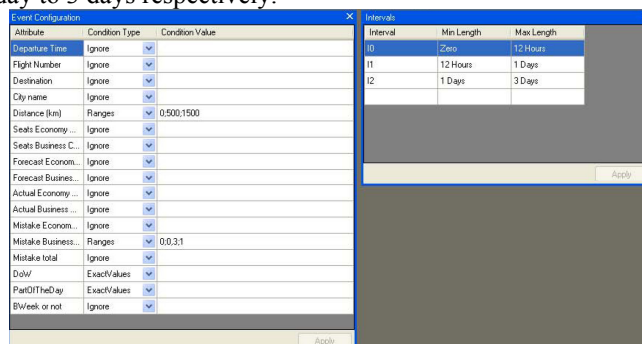 day to 3 days respectively.
Event Configuration
Attribute Condition Type Condition Value
Departure Time Ignore
Flight Number Ignore
Destination Ignore
City name Ignore
Distance (km) Ranges 0;500;1500
Seats Economy ... Ignore
Seats Business C... Ignore
Forecast Econom... Ignore
Forecast Busines... Ignore
Actual Economy ... Ignore
Actual Business ... Ignore
Mistake Econom... Ignore
Mistake Business... Ranges 0;0,3;1
Mistake total Ignore
DoW ExactValues
PartOfTheDay ExactValues
BWeek or not Ignore
Apply
Intervals
Interval Min Length Max Length
I0 Zero 12 Hours
I1 12 Hours 1 Days
I2 1 Days 3 Days
Apply